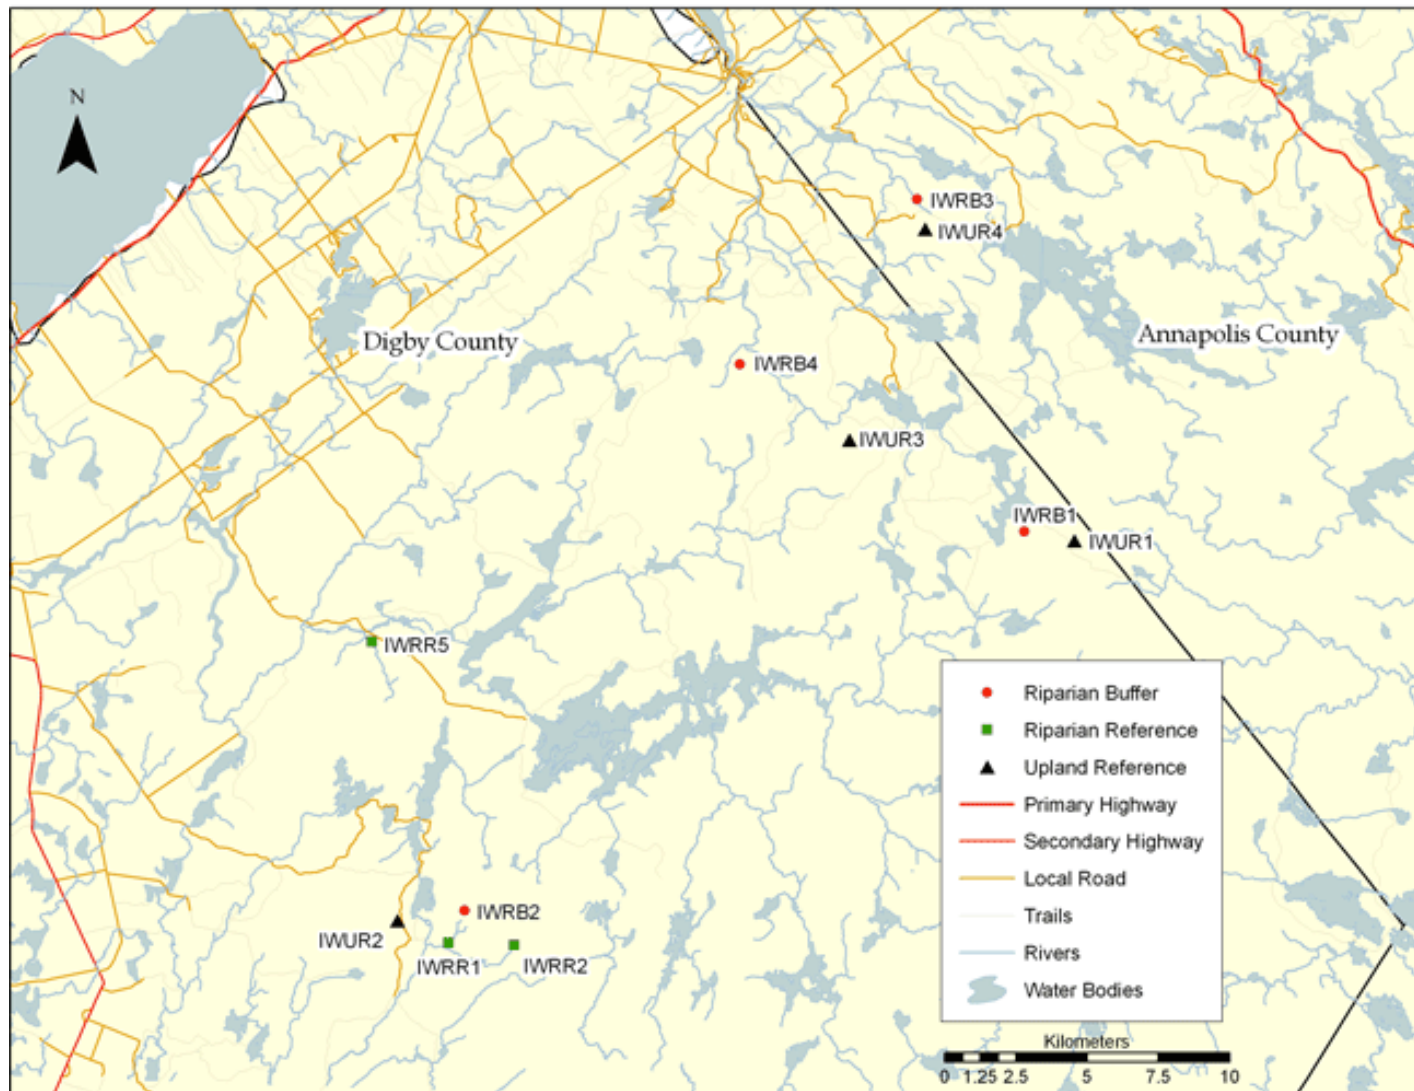 N
IWRB3
IWUR4
Digby County
Annapolis County
IWRB4
IWUR3
IWRB1
IWUR1
IWRR5
Riparian Buffer
Riparian Reference
Upland Reference
Primary Highway
Secondary Highway
Local Road
Trails
Rivers
Water Bodies
IWRB2
IWUR2
IWRR1
IWRR2
Kilometers
0 1.25 2.5 5 7.5 10